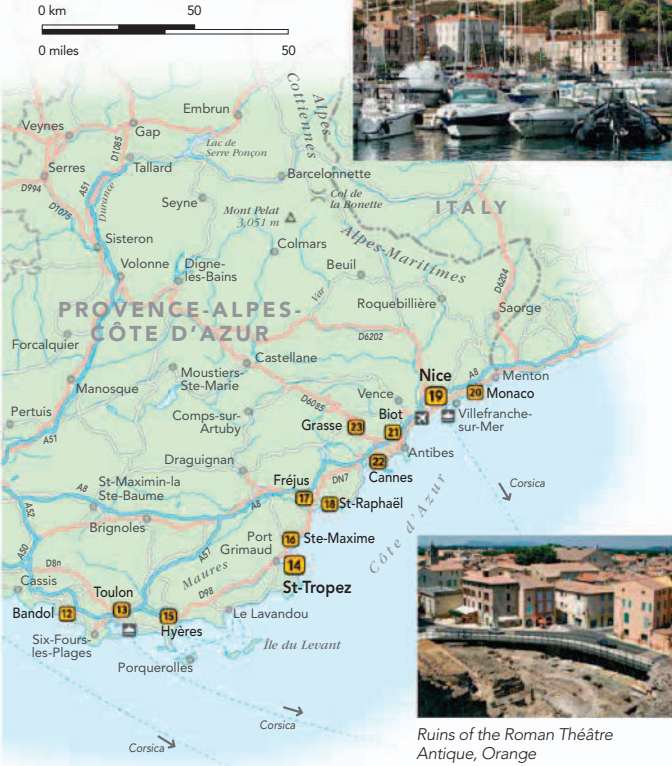 0 km
50
0 miles
50
Embrun
Veynes
Gap
D1085
Lac de
Serre Ponçon
Alpes
Cottiennes
Serres
Tallard
D994
A51
Durance
D1075
Barcelonnette
Seyne
Col de
la Bonette
ITALY
Mont Pelat
3,051 m
Sisteron
Colmars
Alpes-Maritimes
Volonne
Digne-
les-Bains
Beuil
D6204
Var
Roquebillière
Saorge
PROVENCE-ALPES-
CÔTE D'AZUR
Forcalquier
D6202
Castellane
Moustiers-
Ste-Marie
Nice
19
A8
Menton
20 Monaco
Manosque
D6085
Vence
Villefranche-
sur-Mer
Pertuis
Comps-sur-
Artuby
Grasse 23
Biot
21
A51
Antibes
Draguignan
22
Cannes
DN7
Fréjus
17
18 St-Raphaël
Corsica
St-Maximin-la
Ste-Baume
A8
A8
A52
Brignoles
Côte d'Azur
A57
16 Ste-Maxime
Port
Grimaud
A50
D8n
Maures
14
St-Tropez
Cassis
D98
Toulon
13
Bandol 12
15
Hyères
Le Lavandou
Six-Fours-
les-Plages
Île du Levant
Porquerolles
Corsica
Corsica
Ruins of the Roman Théâtre
Antique, Orange